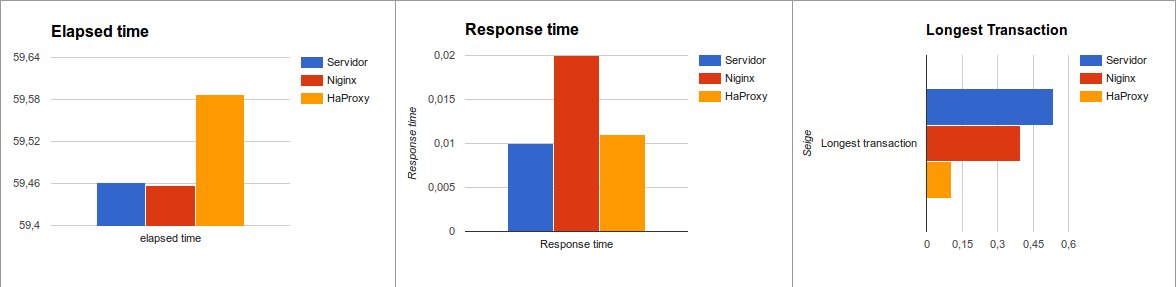 Elapsed time
59,64
59,58
59,52
59,46
59,4
elapsed time
Servidor
Niginx
HaProxy
Response time
Response time
0,02
0,015
0,01
0,005
0
Response time
Servidor
Niginx
HaProxy
Longest Transaction
Seige
Longest transaction
0 0,15 0,3 0,45 0,6
Servidor
Niginx
HaProxy